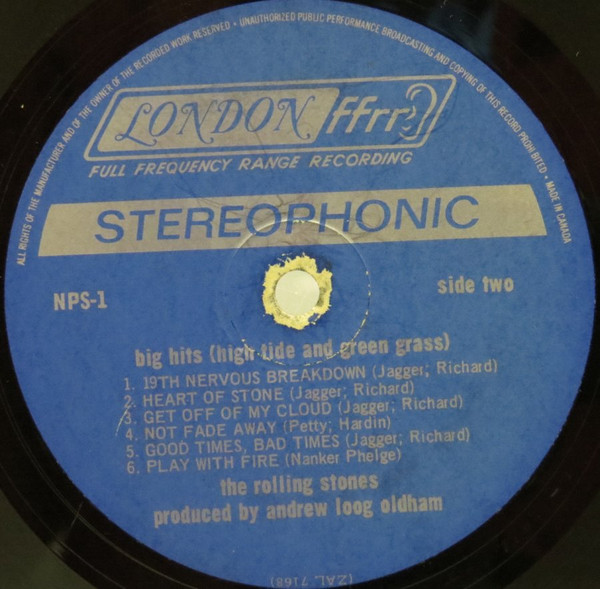 ALL RIGHTS OF THE MANUFACTURER AND OF THE OWNER OF THE RECORDED WORK RESERVED • UNAUTHORIZED PUBLIC PERFORMANCE BROADCASTING AND COPYING OF THIS RECORD PROHIBITED • MADE IN CANADA
LONDON ffrr
FULL FREQUENCY RANGE RECORDING
STEREOPHONIC
NPS-1
side two
big hits (high tide and green grass)
1. 19TH NERVOUS BREAKDOWN (Jagger; Richard)
2. HEART OF STONE (Jagger; Richard)
3. GET OFF OF MY CLOUD (Jagger; Richard)
4. NOT FADE AWAY (Petty; Hardin)
5. GOOD TIMES, BAD TIMES (Jagger; Richard)
6. PLAY WITH FIRE (Nanker Phelge)
the rolling stones
produced by andrew loog oldham
(ZAL 7168)